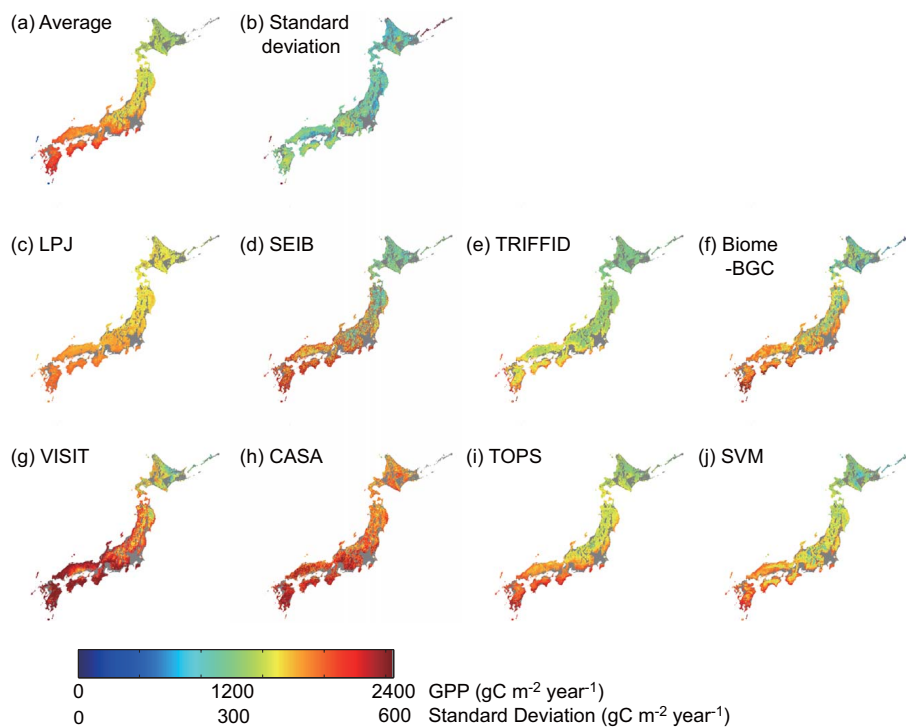 (a) Average
(b) Standard
deviation
(c) LPJ
(d) SEIB
(e) TRIFFID
(f) Biome
-BGC
(g) VISIT
(h) CASA
(i) TOPS
(j) SVM
0 1200 2400 GPP (gC m⁻² year⁻¹)
0 300 600 Standard Deviation (gC m⁻² year⁻¹)